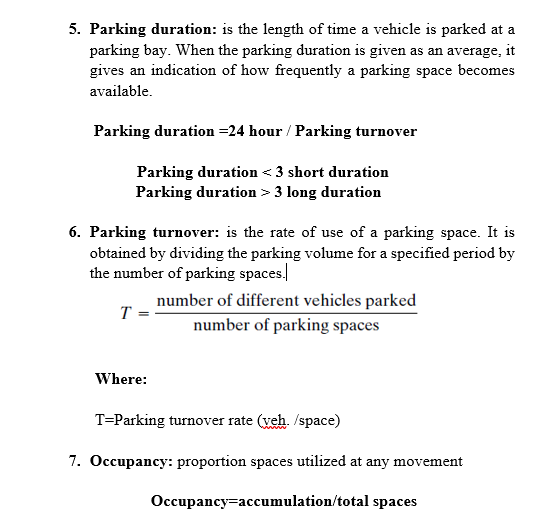 5. Parking duration: is the length of time a vehicle is parked at a
parking bay. When the parking duration is given as an average, it
gives an indication of how frequently a parking space becomes
available.
Parking duration =24 hour / Parking turnover
Parking duration < 3 short duration
Parking duration > 3 long duration
6. Parking turnover: is the rate of use of a parking space. It is
obtained by dividing the parking volume for a specified period by
the number of parking spaces.
T = number of different vehicles parked
number of parking spaces
Where:
T=Parking turnover rate (veh. /space)
7. Occupancy: proportion spaces utilized at any movement
Occupancy=accumulation/total spaces